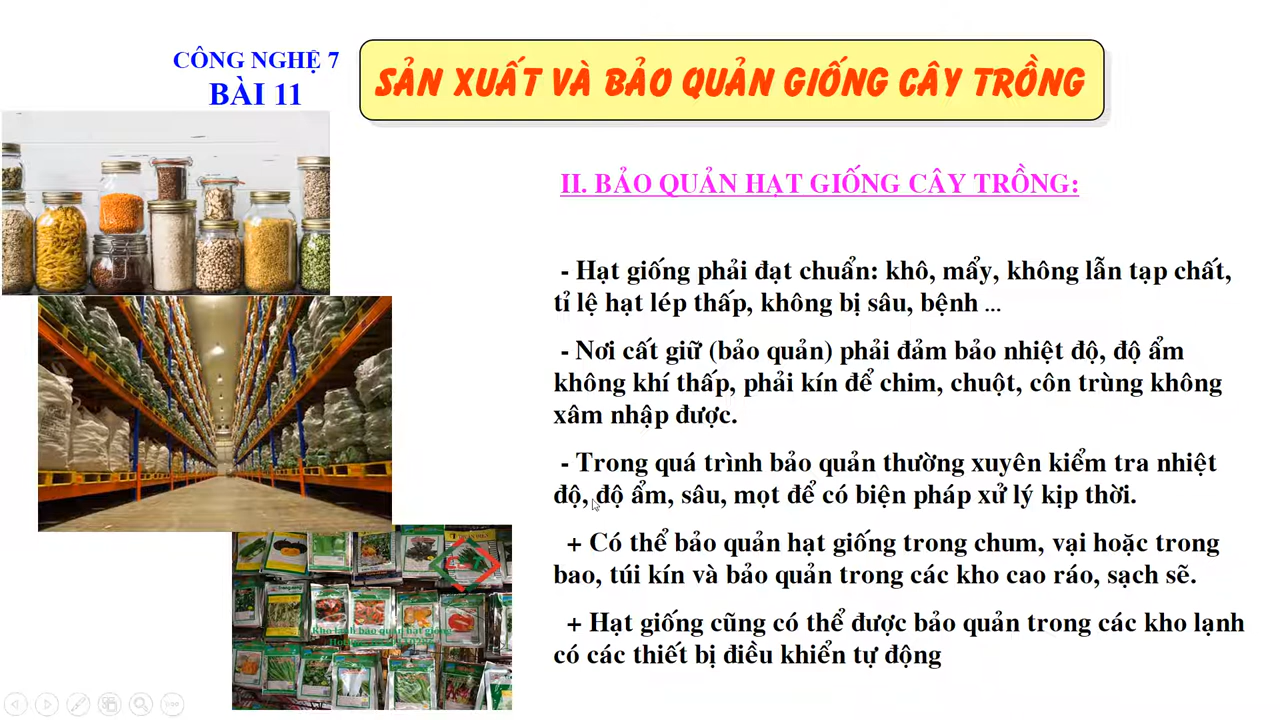 CÔNG NGHỆ 7
BÀI 11
SẢN XUẤT VÀ BẢO QUẢN GIỐNG CÂY TRỒNG
II. BẢO QUẢN HẠT GIỐNG CÂY TRỒNG:
- Hạt giống phải đạt chuẩn: khô, mẩy, không lẫn tạp chất,
tỉ lệ hạt lép thấp, không bị sâu, bệnh ...
- Nơi cất giữ (bảo quản) phải đảm bảo nhiệt độ, độ ẩm
không khí thấp, phải kín để chim, chuột, côn trùng không
xâm nhập được.
- Trong quá trình bảo quản thường xuyên kiểm tra nhiệt
độ, độ ẩm, sâu, mọt để có biện pháp xử lý kịp thời.
+ Có thể bảo quản hạt giống trong chum, vại hoặc trong
bao, túi kín và bảo quản trong các kho cao ráo, sạch sẽ.
+ Hạt giống cũng có thể được bảo quản trong các kho lạnh
có các thiết bị điều khiển tự động
Kho lạnh bảo quản hạt giống